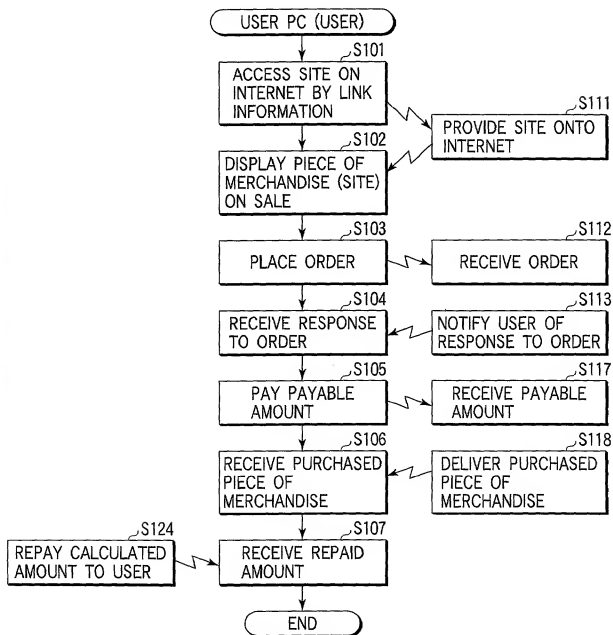 USER PC (USER)
S101
ACCESS SITE ON
INTERNET BY LINK
INFORMATION
S111
PROVIDE SITE ONTO
INTERNET
S102
DISPLAY PIECE OF
MERCHANDISE (SITE)
ON SALE
S103
PLACE ORDER
S112
RECEIVE ORDER
S104
RECEIVE RESPONSE
TO ORDER
S113
NOTIFY USER OF
RESPONSE TO ORDER
S105
PAY PAYABLE
AMOUNT
S117
RECEIVE PAYABLE
AMOUNT
S106
RECEIVE PURCHASED
PIECE OF
MERCHANDISE
S118
DELIVER PURCHASED
PIECE OF
MERCHANDISE
S124
REPAY CALCULATED
AMOUNT TO USER
S107
RECEIVE REPAID
AMOUNT
END